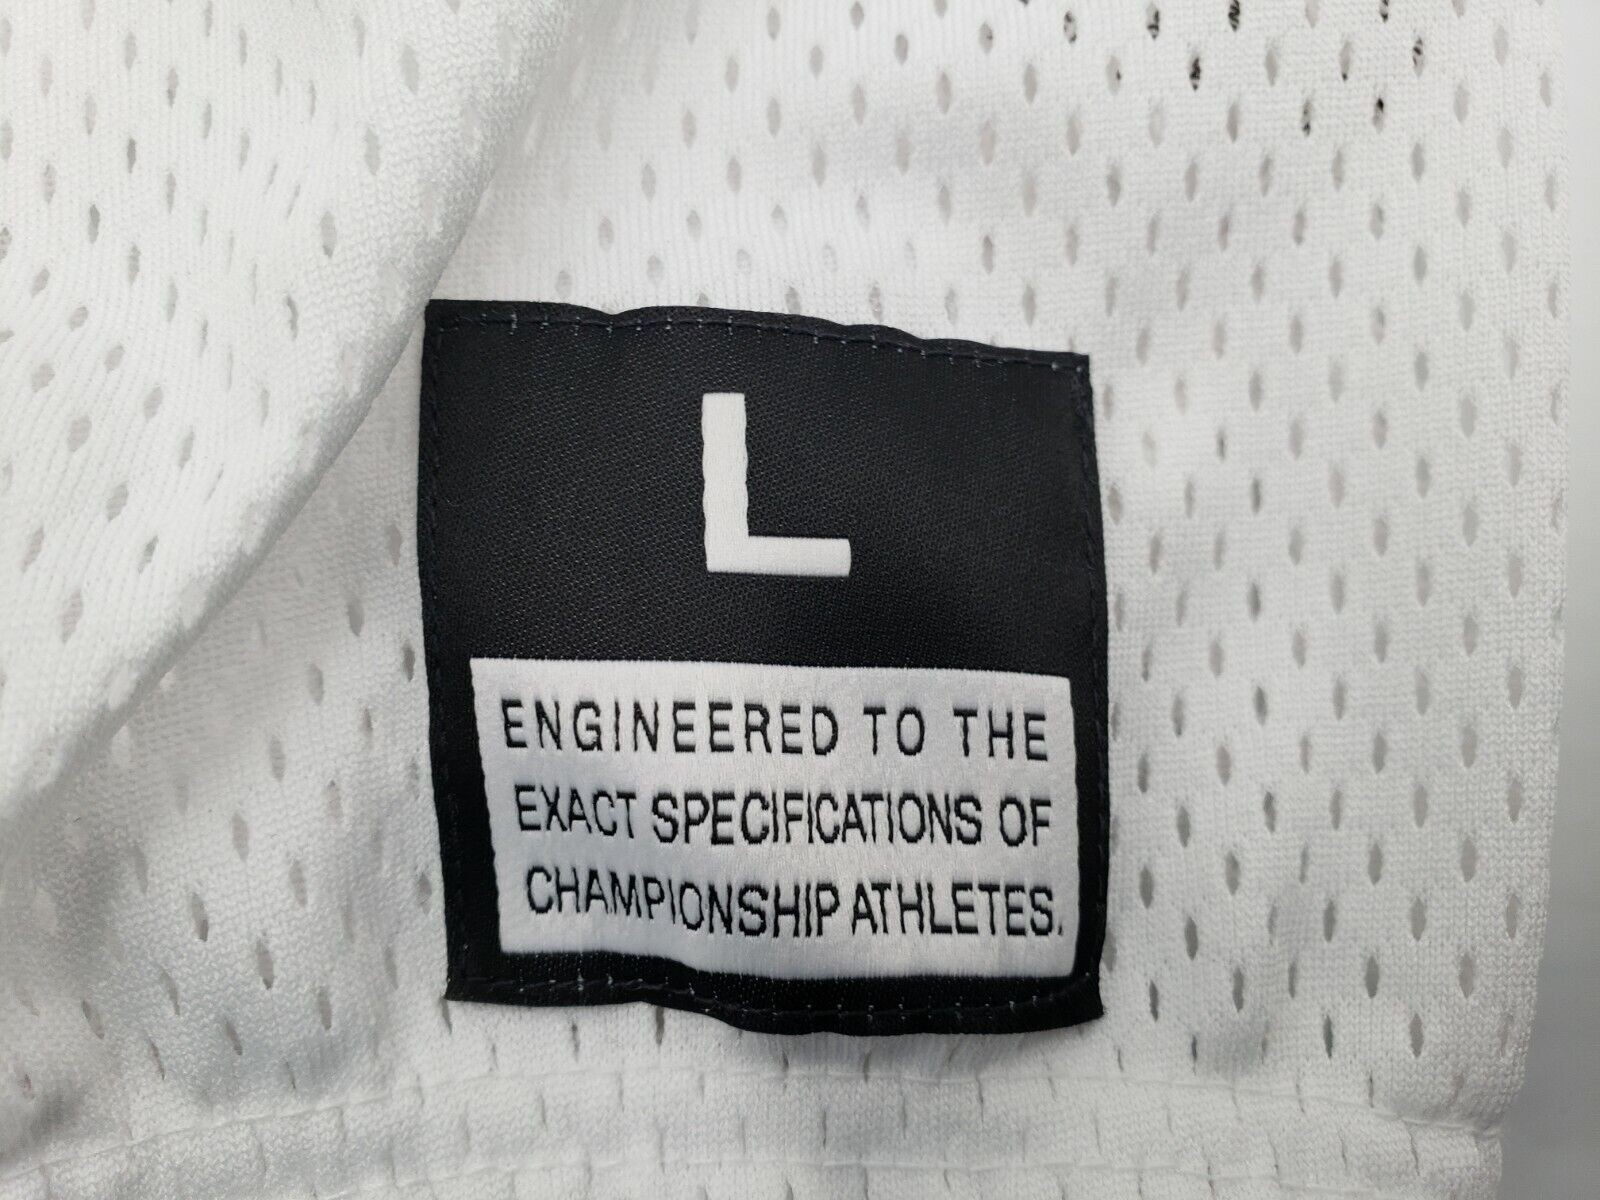 L
ENGINEERED TO THE
EXACT SPECIFICATIONS OF
CHAMPIONSHIP ATHLETES.